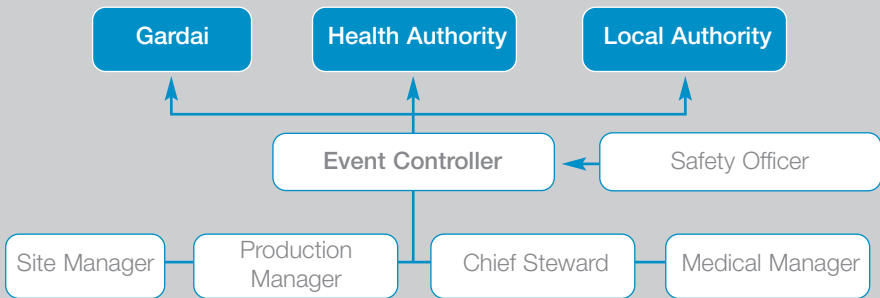 Gardai
Health Authority
Local Authority
Event Controller
Safety Officer
Site Manager
Production
Manager
Chief Steward
Medical Manager